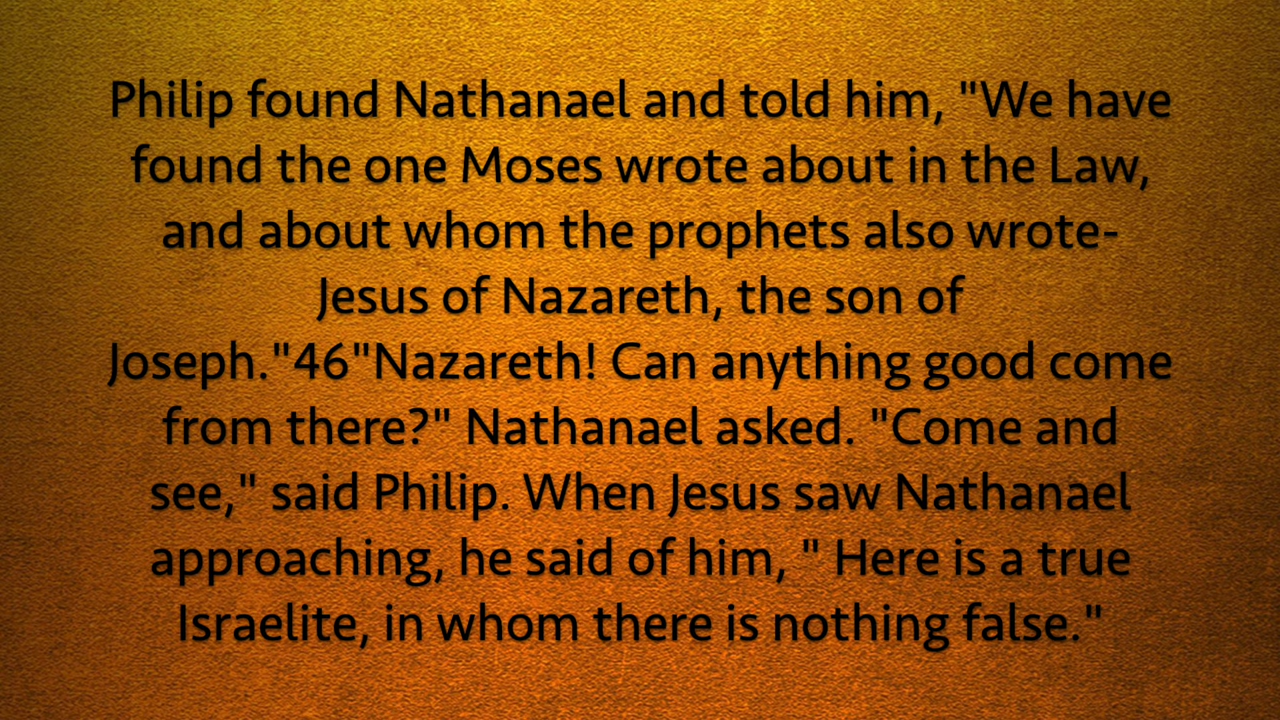 Philip found Nathanael and told him, "We have
found the one Moses wrote about in the Law,
and about whom the prophets also wrote-
Jesus of Nazareth, the son of
Joseph."46"Nazareth! Can anything good come
from there?" Nathanael asked. "Come and
see," said Philip. When Jesus saw Nathanael
approaching, he said of him, " Here is a true
Israelite, in whom there is nothing false."